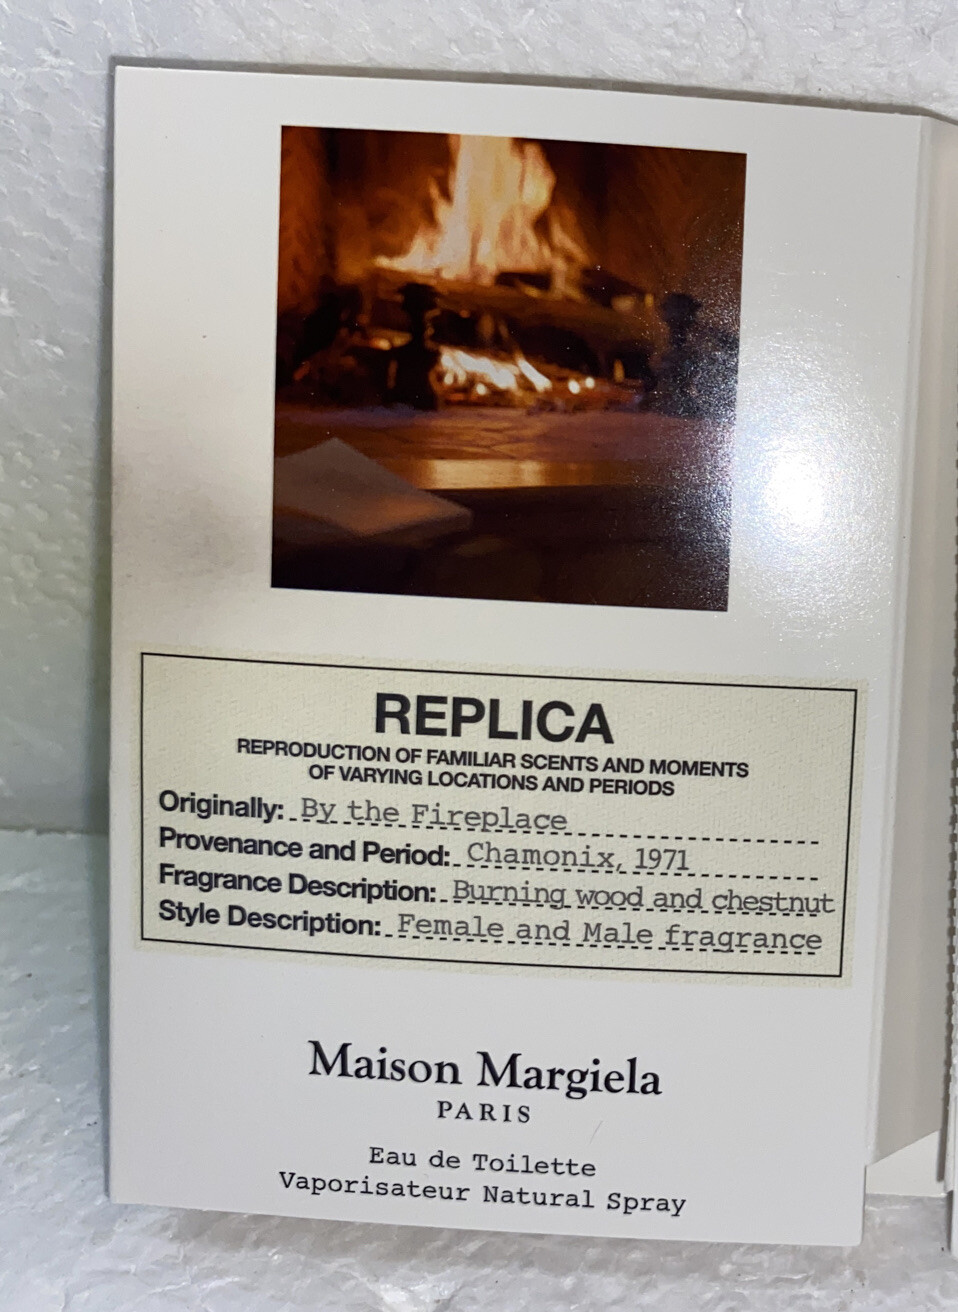 REPLICA
REPRODUCTION OF FAMILIAR SCENTS AND MOMENTS
OF VARYING LOCATIONS AND PERIODS
Originally: By the Fireplace
Provenance and Period: Chamonix, 1971
Fragrance Description: Burning wood and chestnut
Style Description: Female and Male fragrance
Maison Margiela
PARIS
Eau de Toilette
Vaporisateur Natural Spray